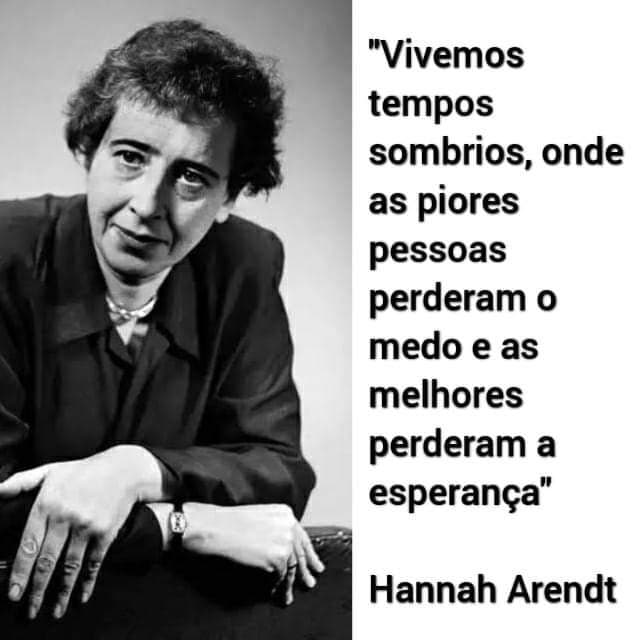 "Vivemos
tempos
sombrios, onde
as piores
pessoas
perderam o
medo e as
melhores
perderam a
esperança"
Hannah Arendt